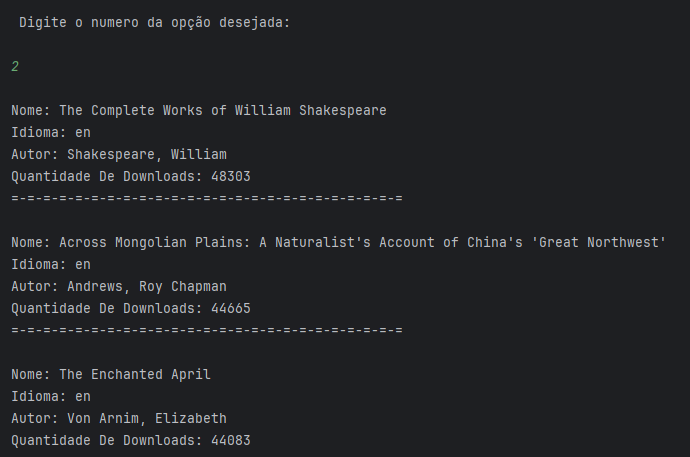 Digite o numero da opção desejada:
2
Nome: The Complete Works of William Shakespeare
Idioma: en
Autor: Shakespeare, William
Quantidade De Downloads: 48303
=-=-=-=-=-=-=-=-=-=-=-=-=-=-=-=-=-=-=-=-=-=-=-=-=
Nome: Across Mongolian Plains: A Naturalist's Account of China's 'Great Northwest'
Idioma: en
Autor: Andrews, Roy Chapman
Quantidade De Downloads: 44665
=-=-=-=-=-=-=-=-=-=-=-=-=-=-=-=-=-=-=-=-=-=-=-=-=
Nome: The Enchanted April
Idioma: en
Autor: Von Arnim, Elizabeth
Quantidade De Downloads: 44083